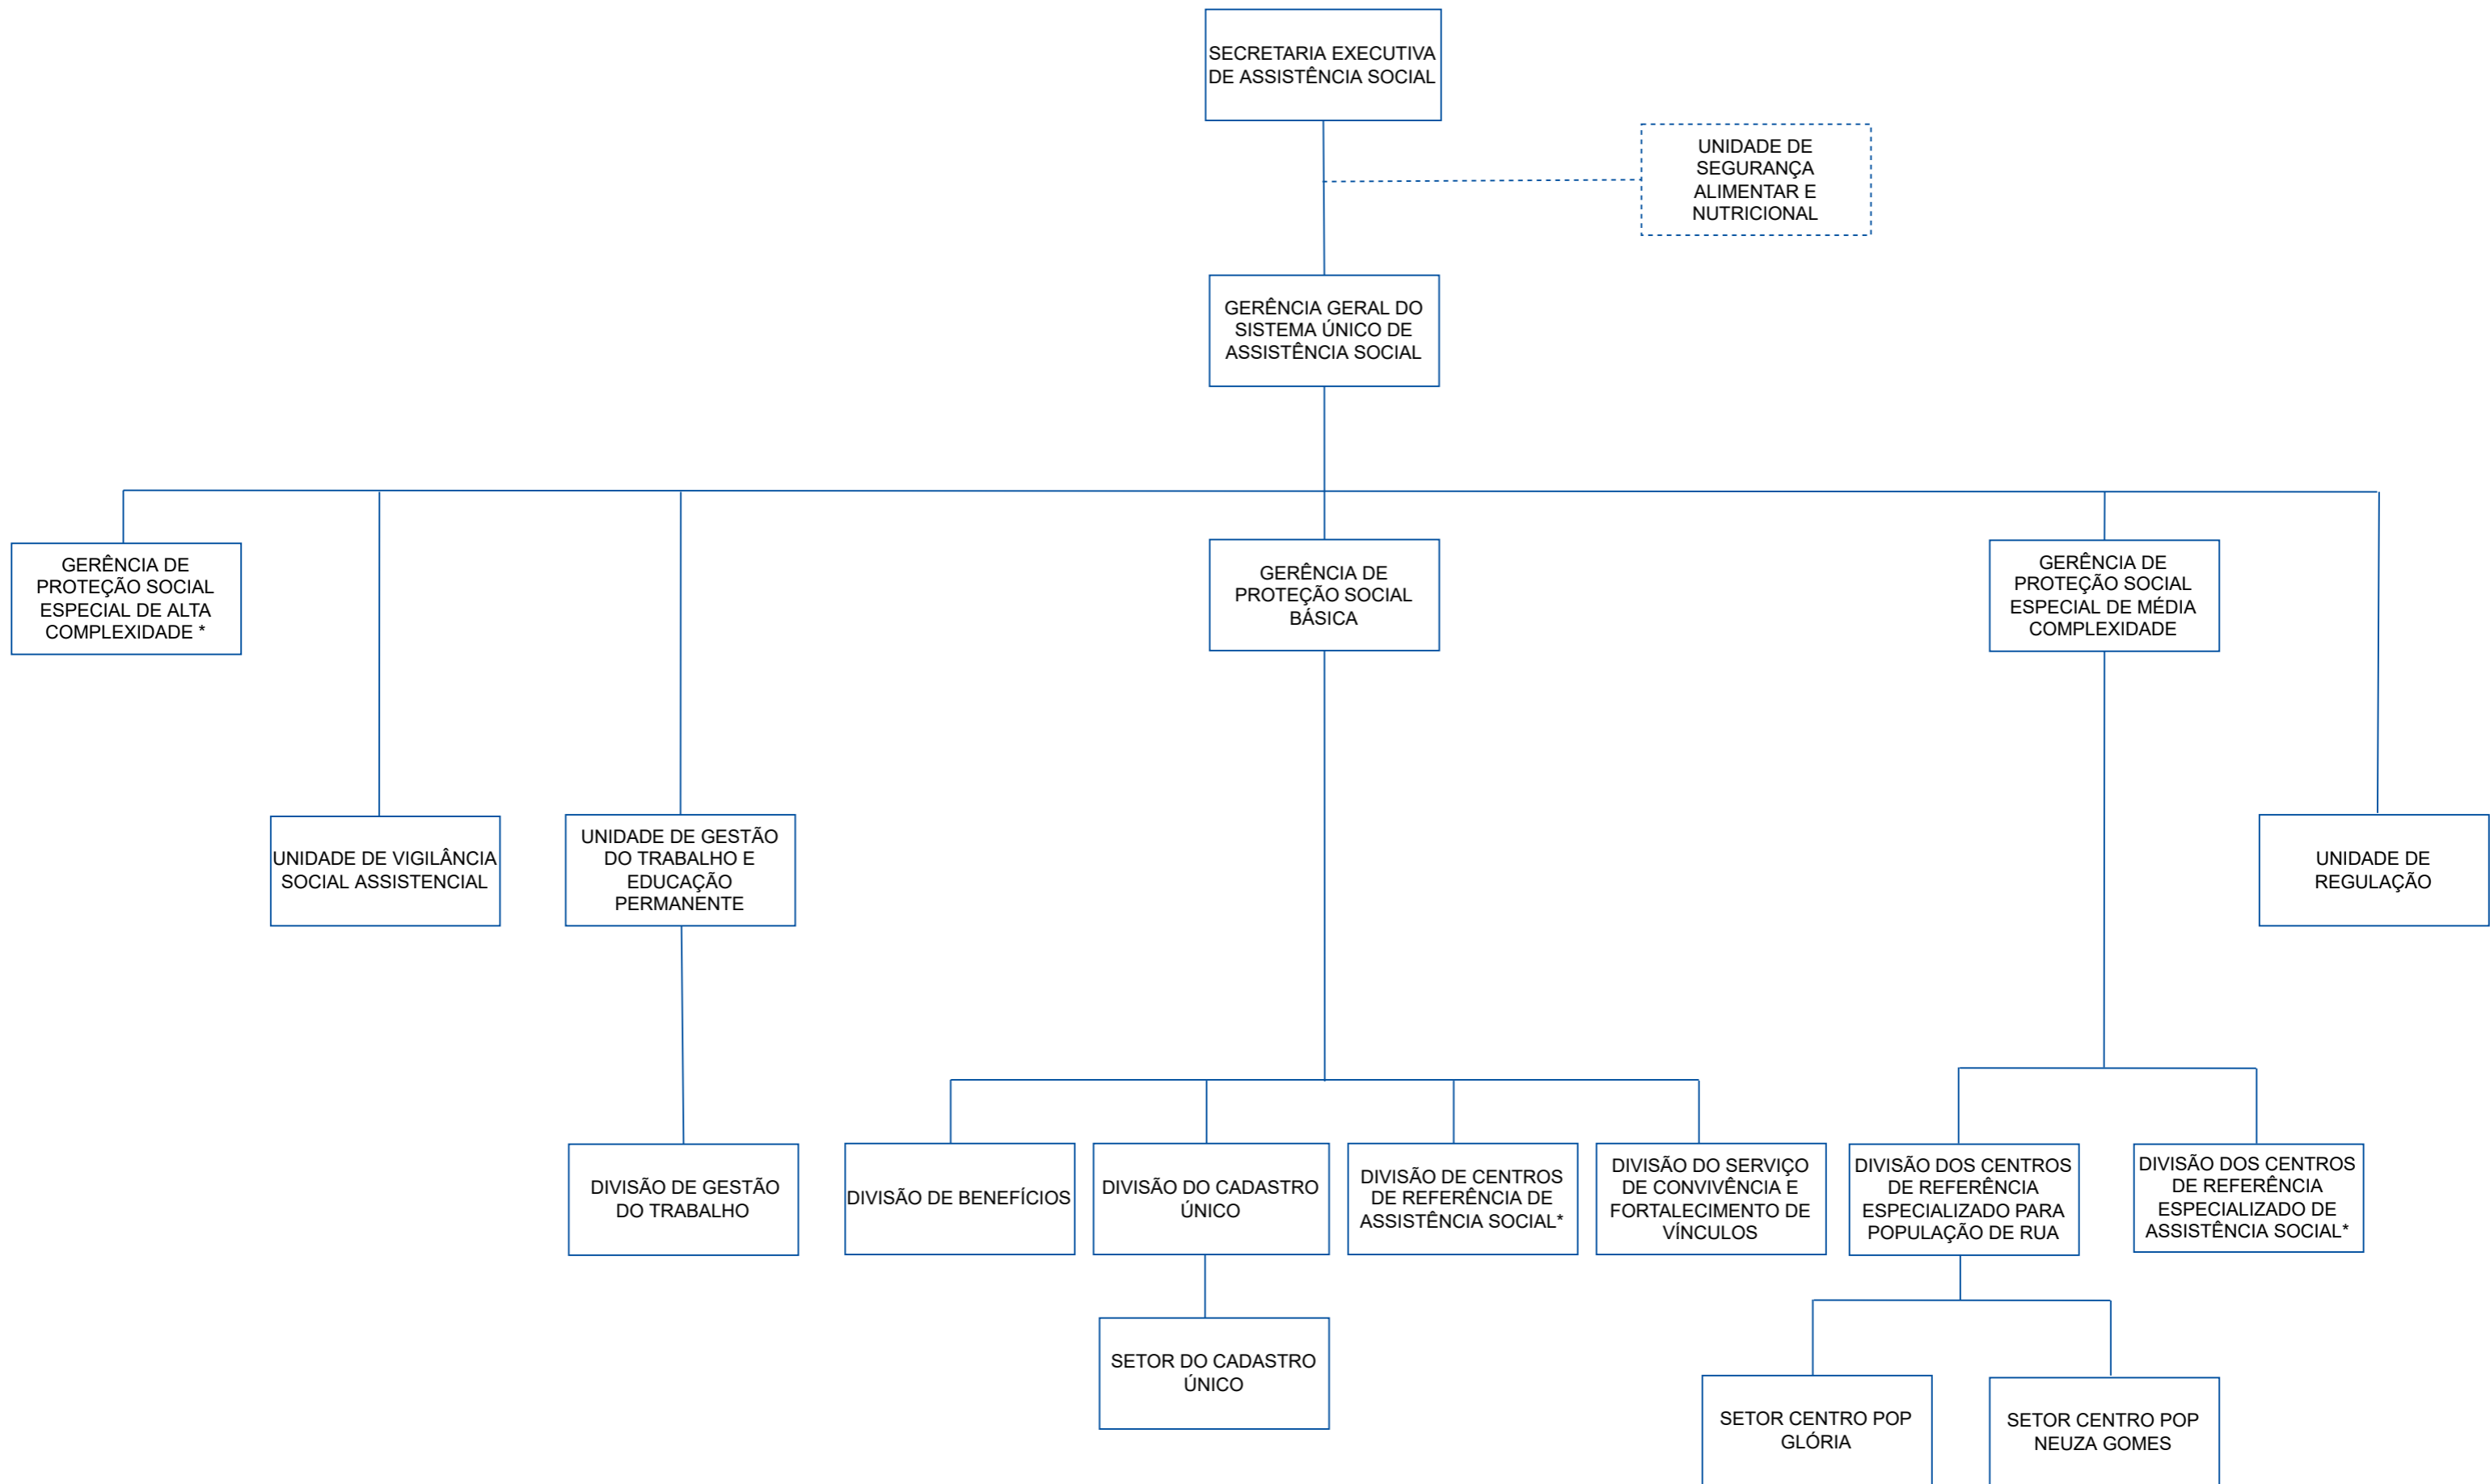 SECRETARIA EXECUTIVA
DE ASSISTÊNCIA SOCIAL
UNIDADE DE
SEGURANÇA
ALIMENTAR E
NUTRICIONAL
GERÊNCIA GERAL DO
SISTEMA ÚNICO DE
ASSISTÊNCIA SOCIAL
GERÊNCIA DE
PROTEÇÃO SOCIAL
ESPECIAL DE ALTA
COMPLEXIDADE *
GERÊNCIA DE
PROTEÇÃO SOCIAL
BÁSICA
GERÊNCIA DE
PROTEÇÃO SOCIAL
ESPECIAL DE MÉDIA
COMPLEXIDADE
UNIDADE DE VIGILÂNCIA
SOCIAL ASSISTENCIAL
UNIDADE DE GESTÃO
DO TRABALHO E
EDUCAÇÃO
PERMANENTE
UNIDADE DE
REGULAÇÃO
DIVISÃO DE GESTÃO
DO TRABALHO
DIVISÃO DE BENEFÍCIOS
DIVISÃO DO CADASTRO
ÚNICO
DIVISÃO DE CENTROS
DE REFERÊNCIA DE
ASSISTÊNCIA SOCIAL*
DIVISÃO DO SERVIÇO
DE CONVIVÊNCIA E
FORTALECIMENTO DE
VÍNCULOS
DIVISÃO DOS CENTROS
DE REFERÊNCIA
ESPECIALIZADO PARA
POPULAÇÃO DE RUA
DIVISÃO DOS CENTROS
DE REFERÊNCIA
ESPECIALIZADO DE
ASSISTÊNCIA SOCIAL*
SETOR DO CADASTRO
ÚNICO
SETOR CENTRO POP
GLÓRIA
SETOR CENTRO POP
NEUZA GOMES